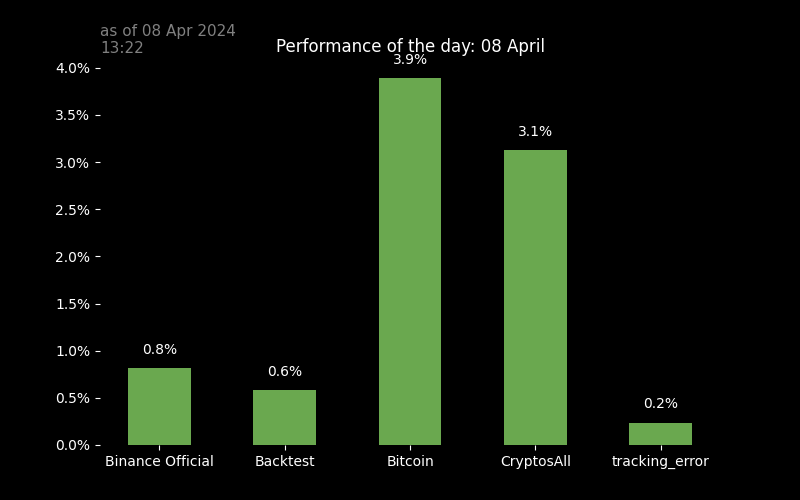 as of 08 Apr 2024
13:22
Performance of the day: 08 April
4.0%
3.5%
3.0%
2.5%
2.0%
1.5%
1.0%
0.5%
0.0%
0.8%
0.6%
3.9%
3.1%
0.2%
Binance Official
Backtest
Bitcoin
CryptosAll
tracking_error